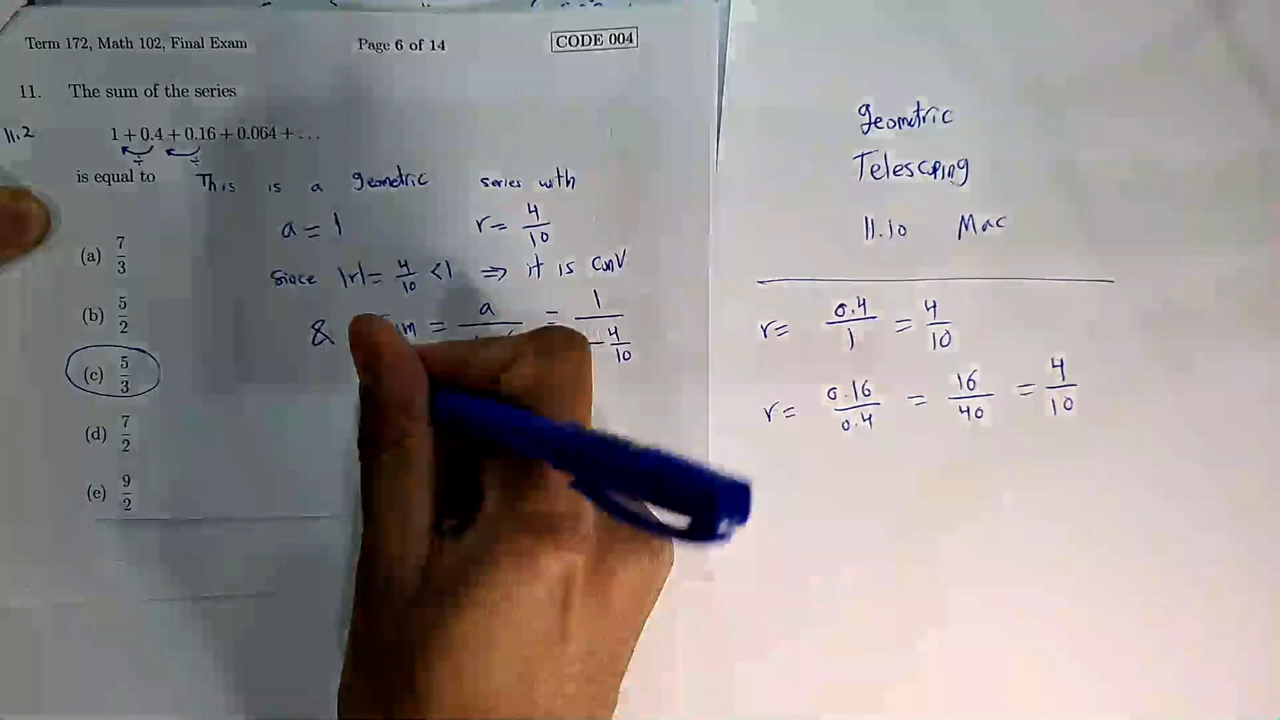 Term 172, Math 102, Final Exam Page 6 of 14 CODE 004
11. The sum of the series
11.2 1 + 0.4 + 0.16 + 0.064 + ...
÷ ÷
is equal to This is a geometric series with
a = 1 r = 4/10
since |r| = 4/10 < 1 ⇒ it is conv
& = a = 1 / - 4/10
(a) 7/3
(b) 5/2
(c) 5/3
(d) 7/2
(e) 9/2
geometric
Telescping
11.10 Mac
r = 0.4/1 = 4/10
r = 0.16/0.4 = 16/40 = 4/10